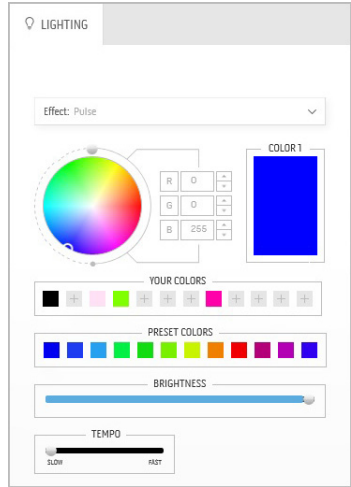 LIGHTING
Effect: Pulse
COLOR 1
R 0
G 0
B 255
YOUR COLORS
PRESET COLORS
BRIGHTNESS
TEMPO
SLOW FAST